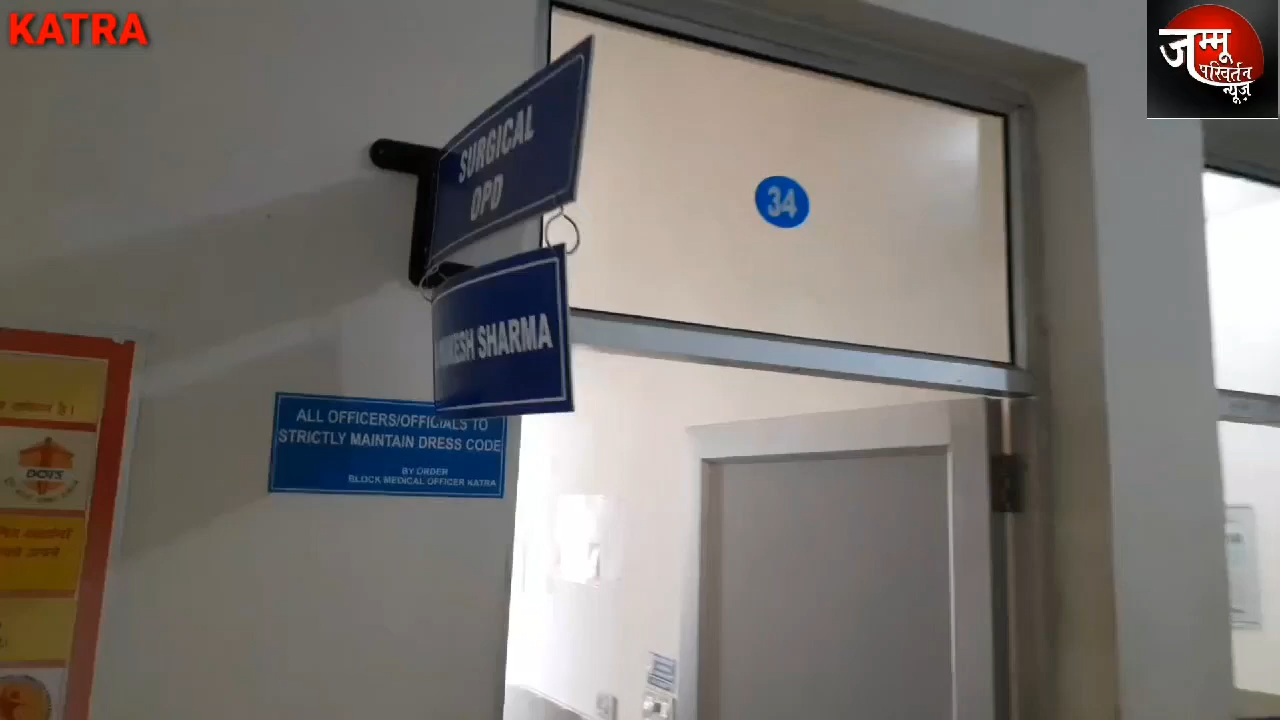 KATRA
जम्मू
परिवर्तन
न्यूज़
SURGICAL
OPD
34
SHARMA
ALL OFFICERS/OFFICIALS TO
STRICTLY MAINTAIN DRESS CODE
BY ORDER
BLOCK MEDICAL OFFICER KATRA
DOTS